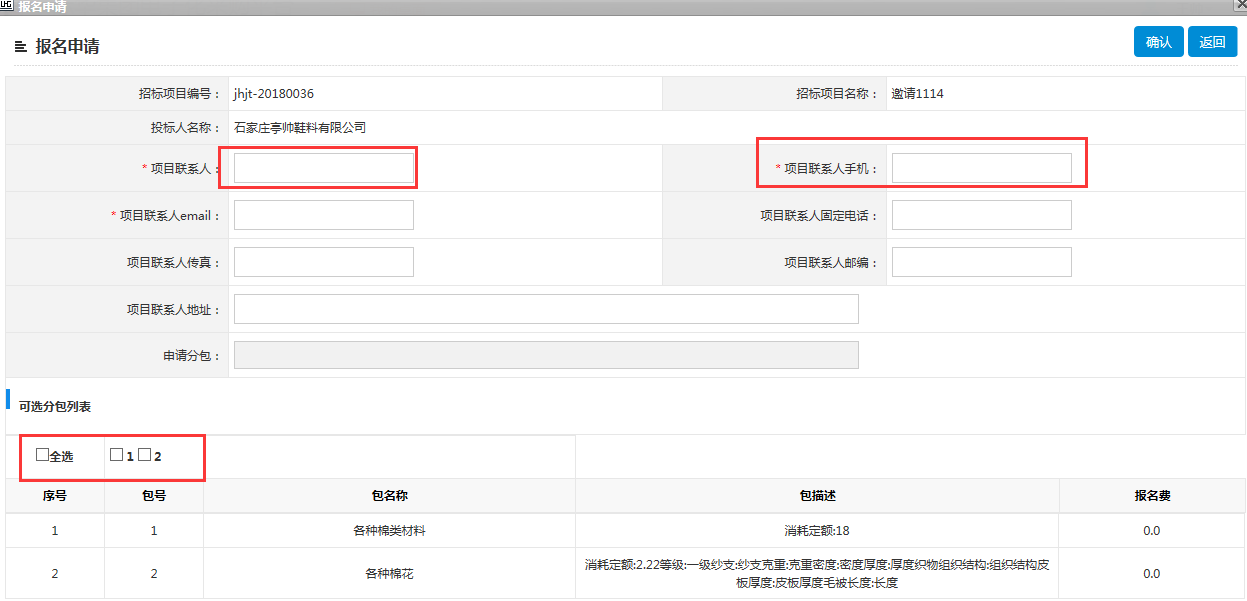 报名申请
报名申请
确认 返回
招标项目编号： jhjt-20180036 招标项目名称： 邀请1114
投标人名称： 石家庄亭帅鞋料有限公司
* 项目联系人： * 项目联系人手机：
* 项目联系人email： 项目联系人固定电话：
项目联系人传真： 项目联系人邮编：
项目联系人地址：
申请分包：
可选分包列表
全选 1 2
序号 包号 包名称 包描述 报名费
1 1 各种棉类材料 消耗定额:18 0.0
2 2 各种棉花 消耗定额:2.22等级:一级纱支:纱支克重:克重密度:密度厚度:厚度织物组织结构:组织结构皮 0.0
板厚度:皮板厚度毛被长度:长度